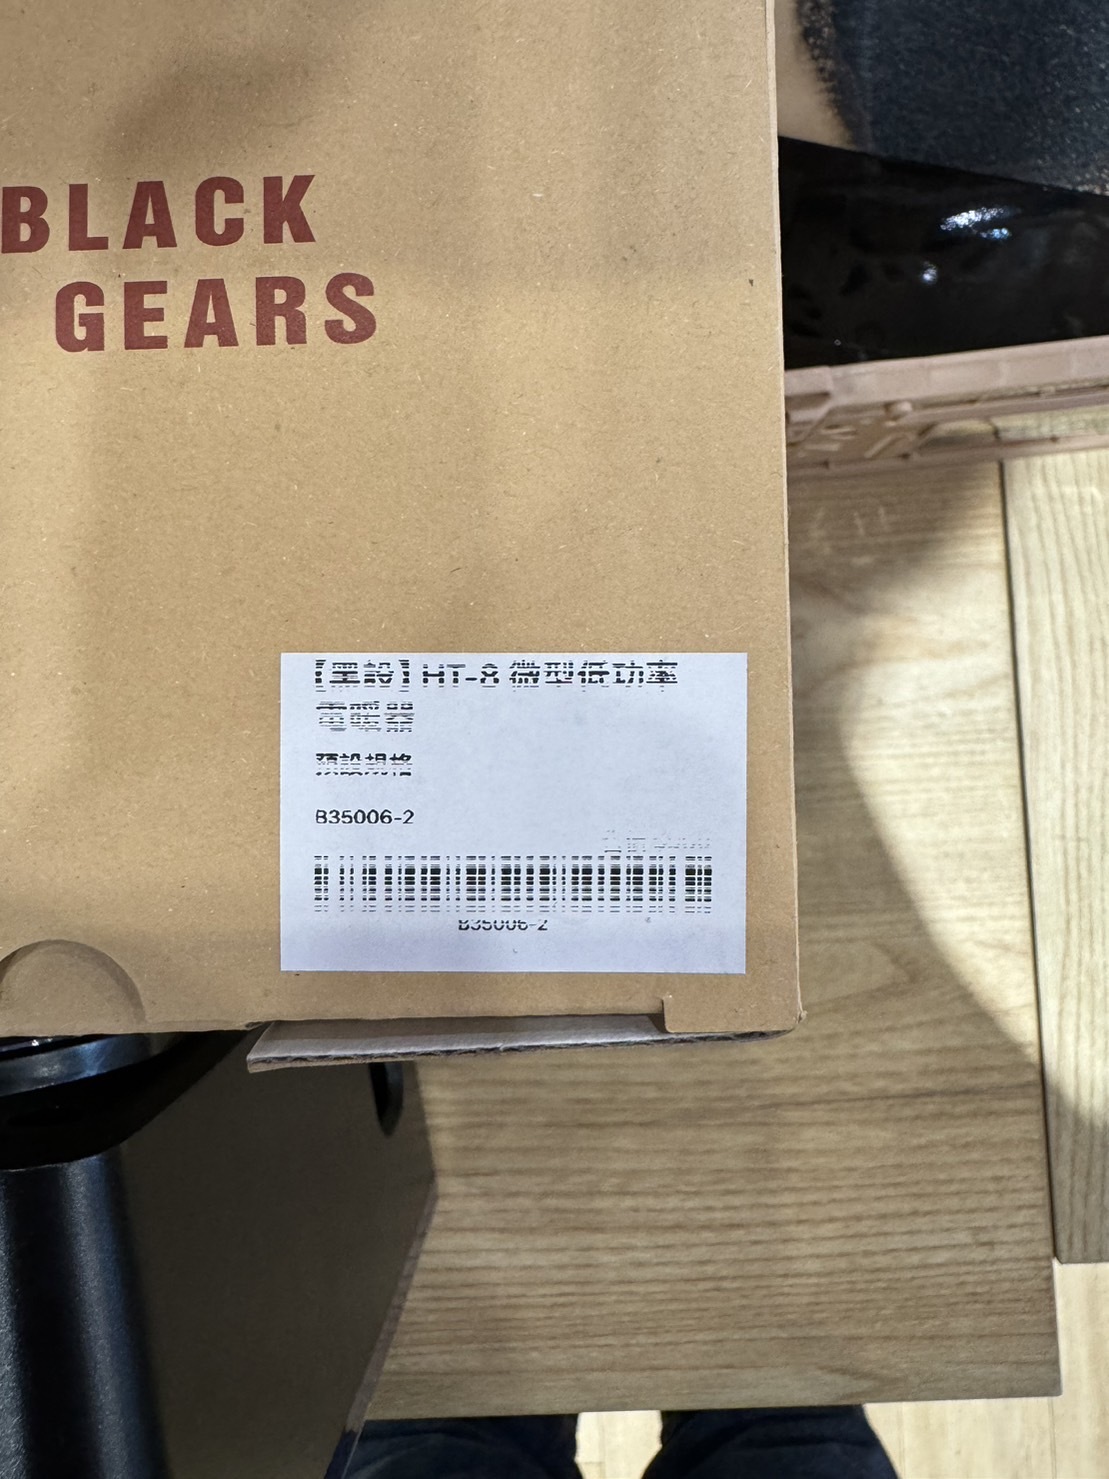 BLACK
GEARS
【黑設】HT-8 微型低功率
電暖器
預設規格
B35006-2
B35006-2